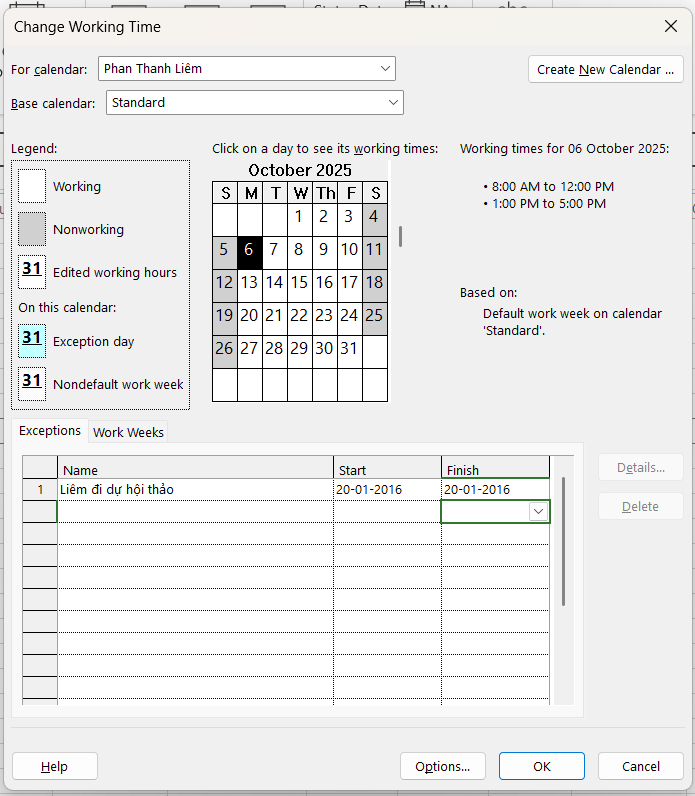 Change Working Time
For calendar: Phan Thanh Liêm
Create New Calendar ...
Base calendar: Standard
Legend:
Working
Nonworking
31 Edited working hours
On this calendar:
31 Exception day
31 Nondefault work week
Click on a day to see its working times:
October 2025
S M T W Th F S
1 2 3 4
5 6 7 8 9 10 11
12 13 14 15 16 17 18
19 20 21 22 23 24 25
26 27 28 29 30 31
Working times for 06 October 2025:
• 8:00 AM to 12:00 PM
• 1:00 PM to 5:00 PM
Based on:
Default work week on calendar
'Standard'.
Exceptions Work Weeks
Name Start Finish
1 Liêm đi dự hội thảo 20-01-2016 20-01-2016
Details...
Delete
Help Options... OK Cancel